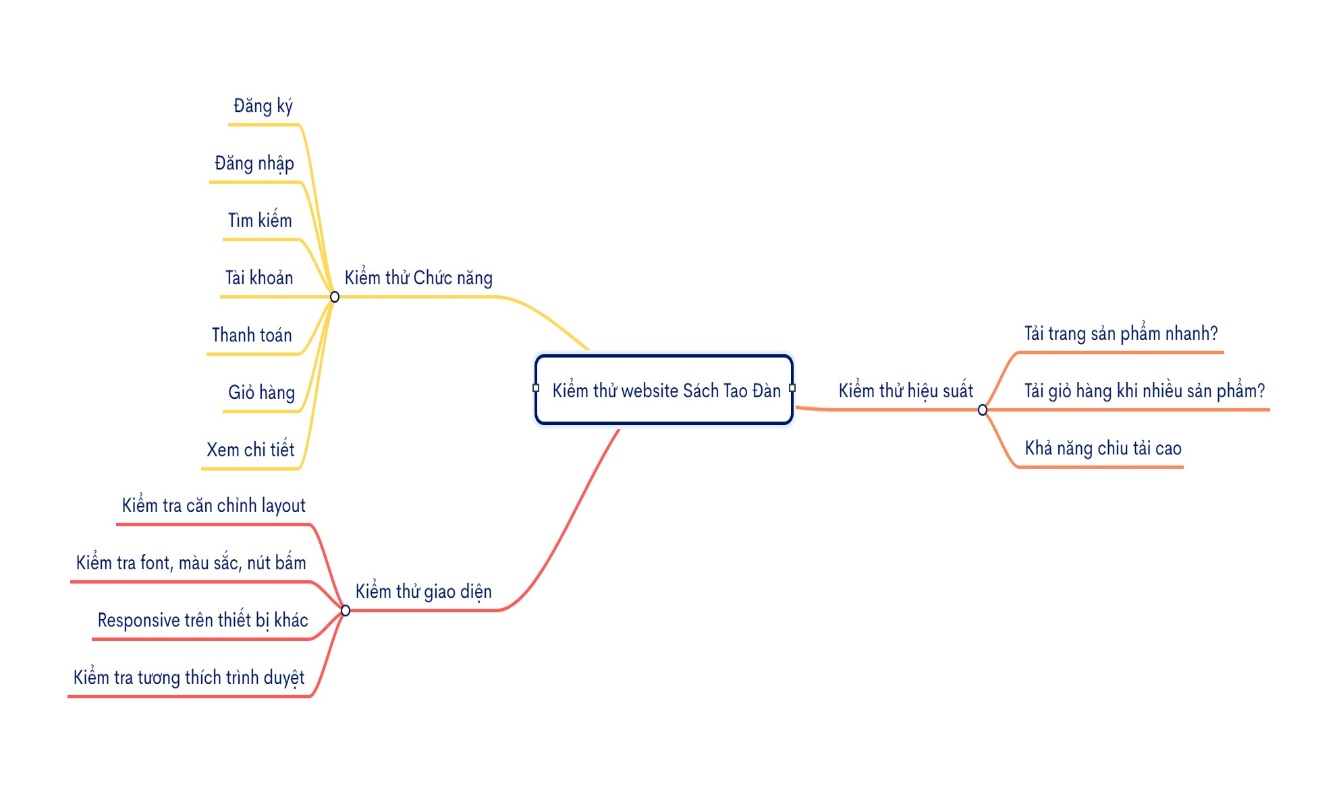 Đăng ký
Đăng nhập
Tìm kiếm
Tài khoản
Kiểm thử Chức năng
Thanh toán
Giỏ hàng
Xem chi tiết
Kiểm thử website Sách Tao Đàn
Kiểm thử hiệu suất
Tải trang sản phẩm nhanh?
Tải giỏ hàng khi nhiều sản phẩm?
Khả năng chiu tải cao
Kiểm tra căn chỉnh layout
Kiểm tra font, màu sắc, nút bấm
Kiểm thử giao diện
Responsive trên thiết bị khác
Kiểm tra tương thích trình duyệt